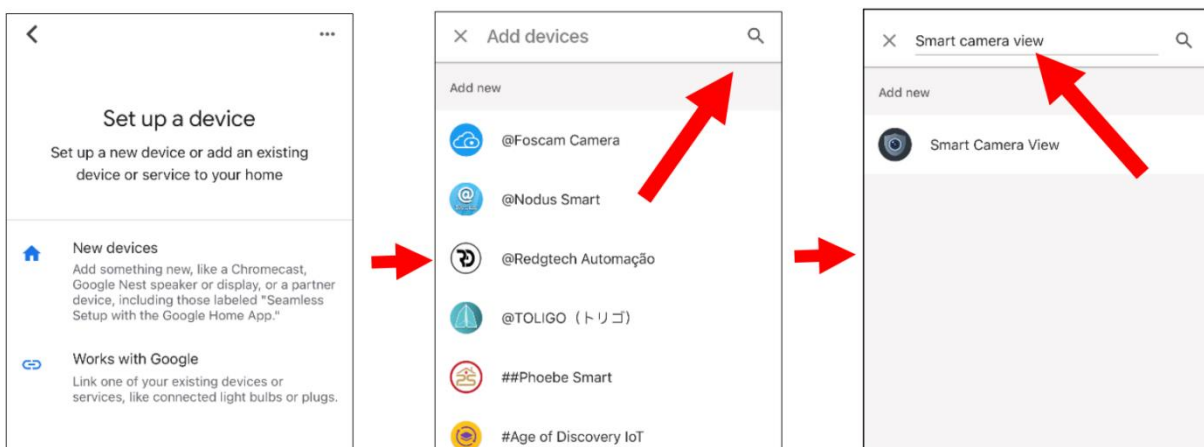 Set up a device
Set up a new device or add an existing
device or service to your home
New devices
Add something new, like a Chromecast,
Google Nest speaker or display, or a partner
device, including those labeled "Seamless
Setup with the Google Home App."
Works with Google
Link one of your existing devices or
services, like connected light bulbs or plugs.
Add devices
Add new
@Foscam Camera
@Nodus Smart
@Redgtech Automação
@TOLIGO（トリゴ）
##Phoebe Smart
#Age of Discovery IoT
Smart camera view
Add new
Smart Camera View